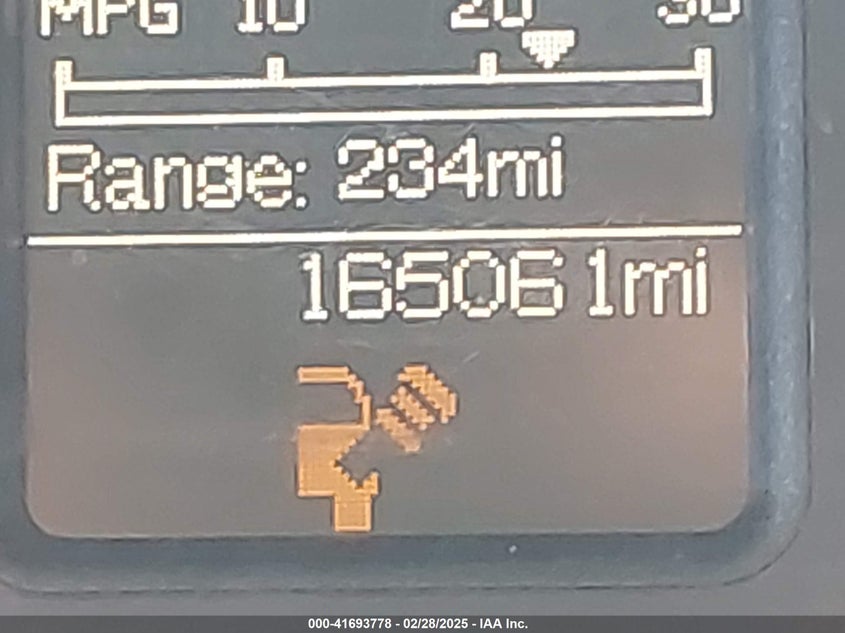 MPG 10 20 30
Range: 234mi
165061mi
000-41693778 - 02/28/2025 - IAA Inc.